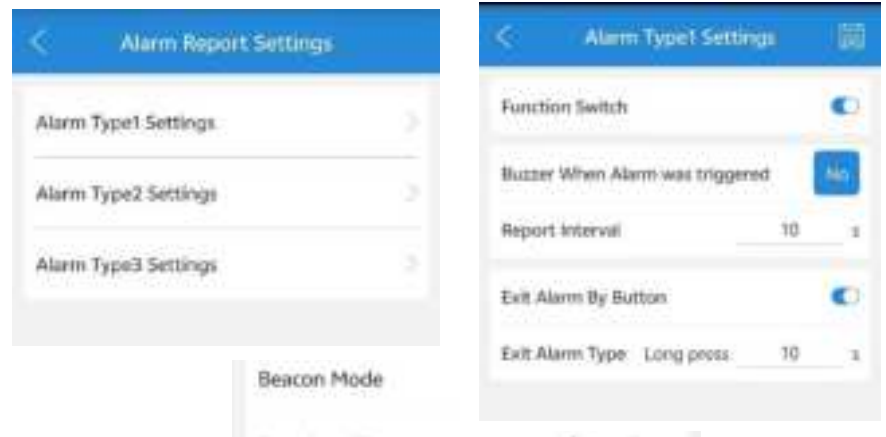 Alarm Report Settings
Alarm Type1 Settings
Alarm Type2 Settings
Alarm Type3 Settings
Alarm Type1 Settings
Function Switch
Buzzer When Alarm was triggered No
Report Interval 10 s
Exit Alarm By Button
Exit Alarm Type Long press 10 s
Beacon Mode